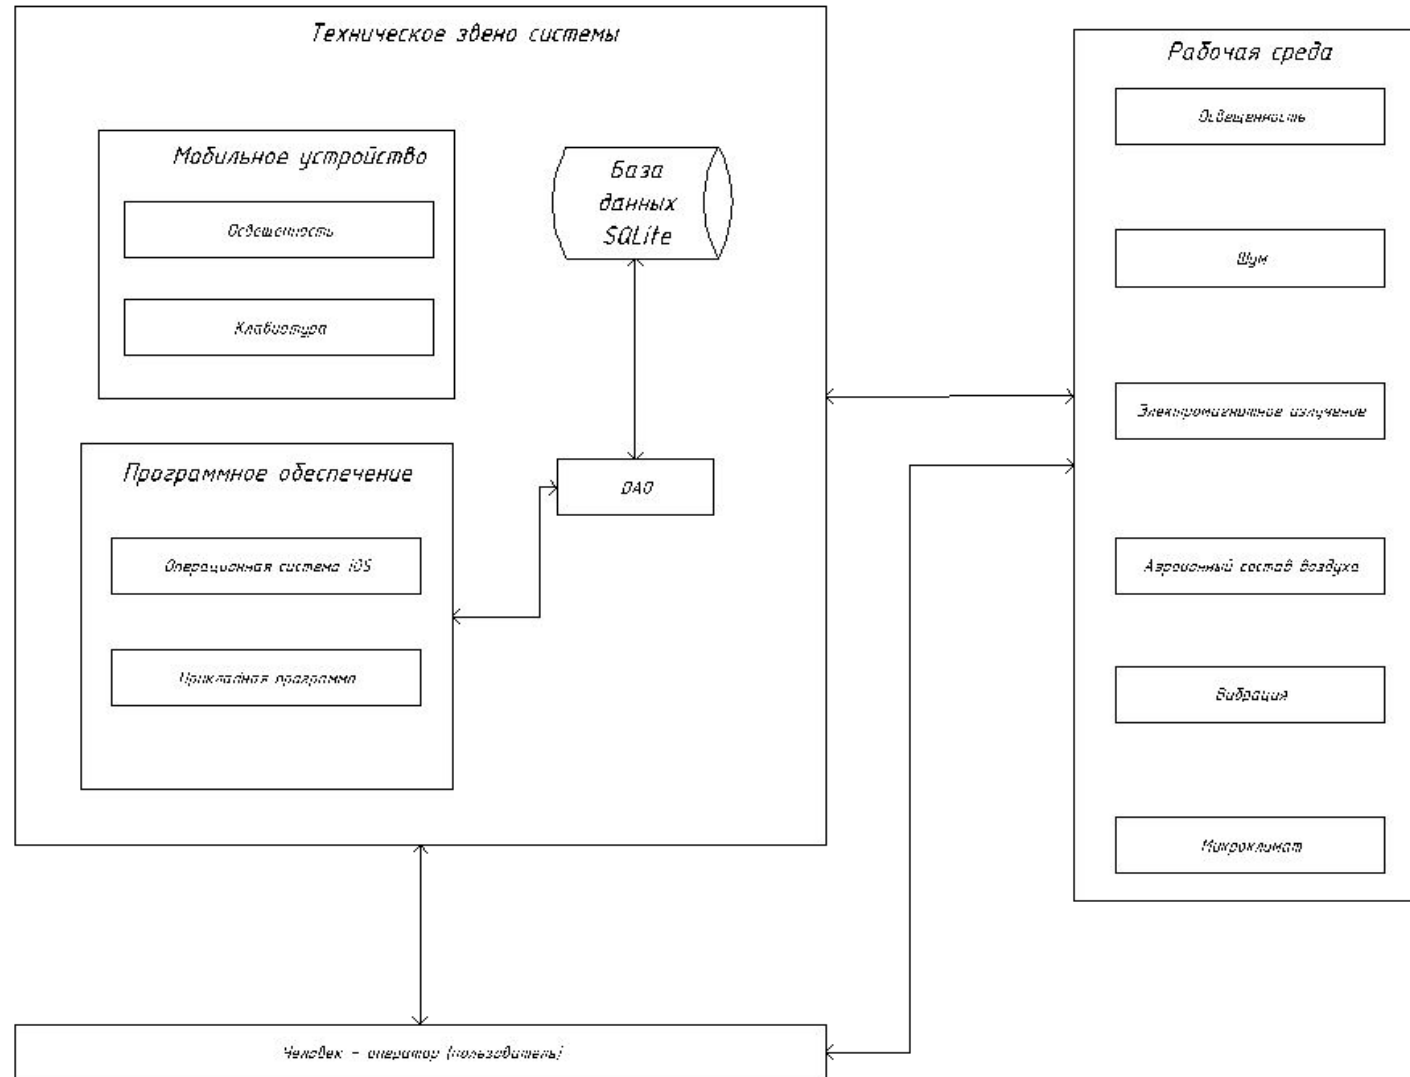 Техническое звено системы
Мобильное устройство
Освещенность
Клавиатура
База
данных
SQLite
Программное обеспечение
Операционная система iOS
Прикладная программа
DAO
Рабочая среда
Освещенность
Шум
Электромагнитное излучение
Аэроионный состав воздуха
Вибрация
Микроклимат
Человек - оператор (пользователь)